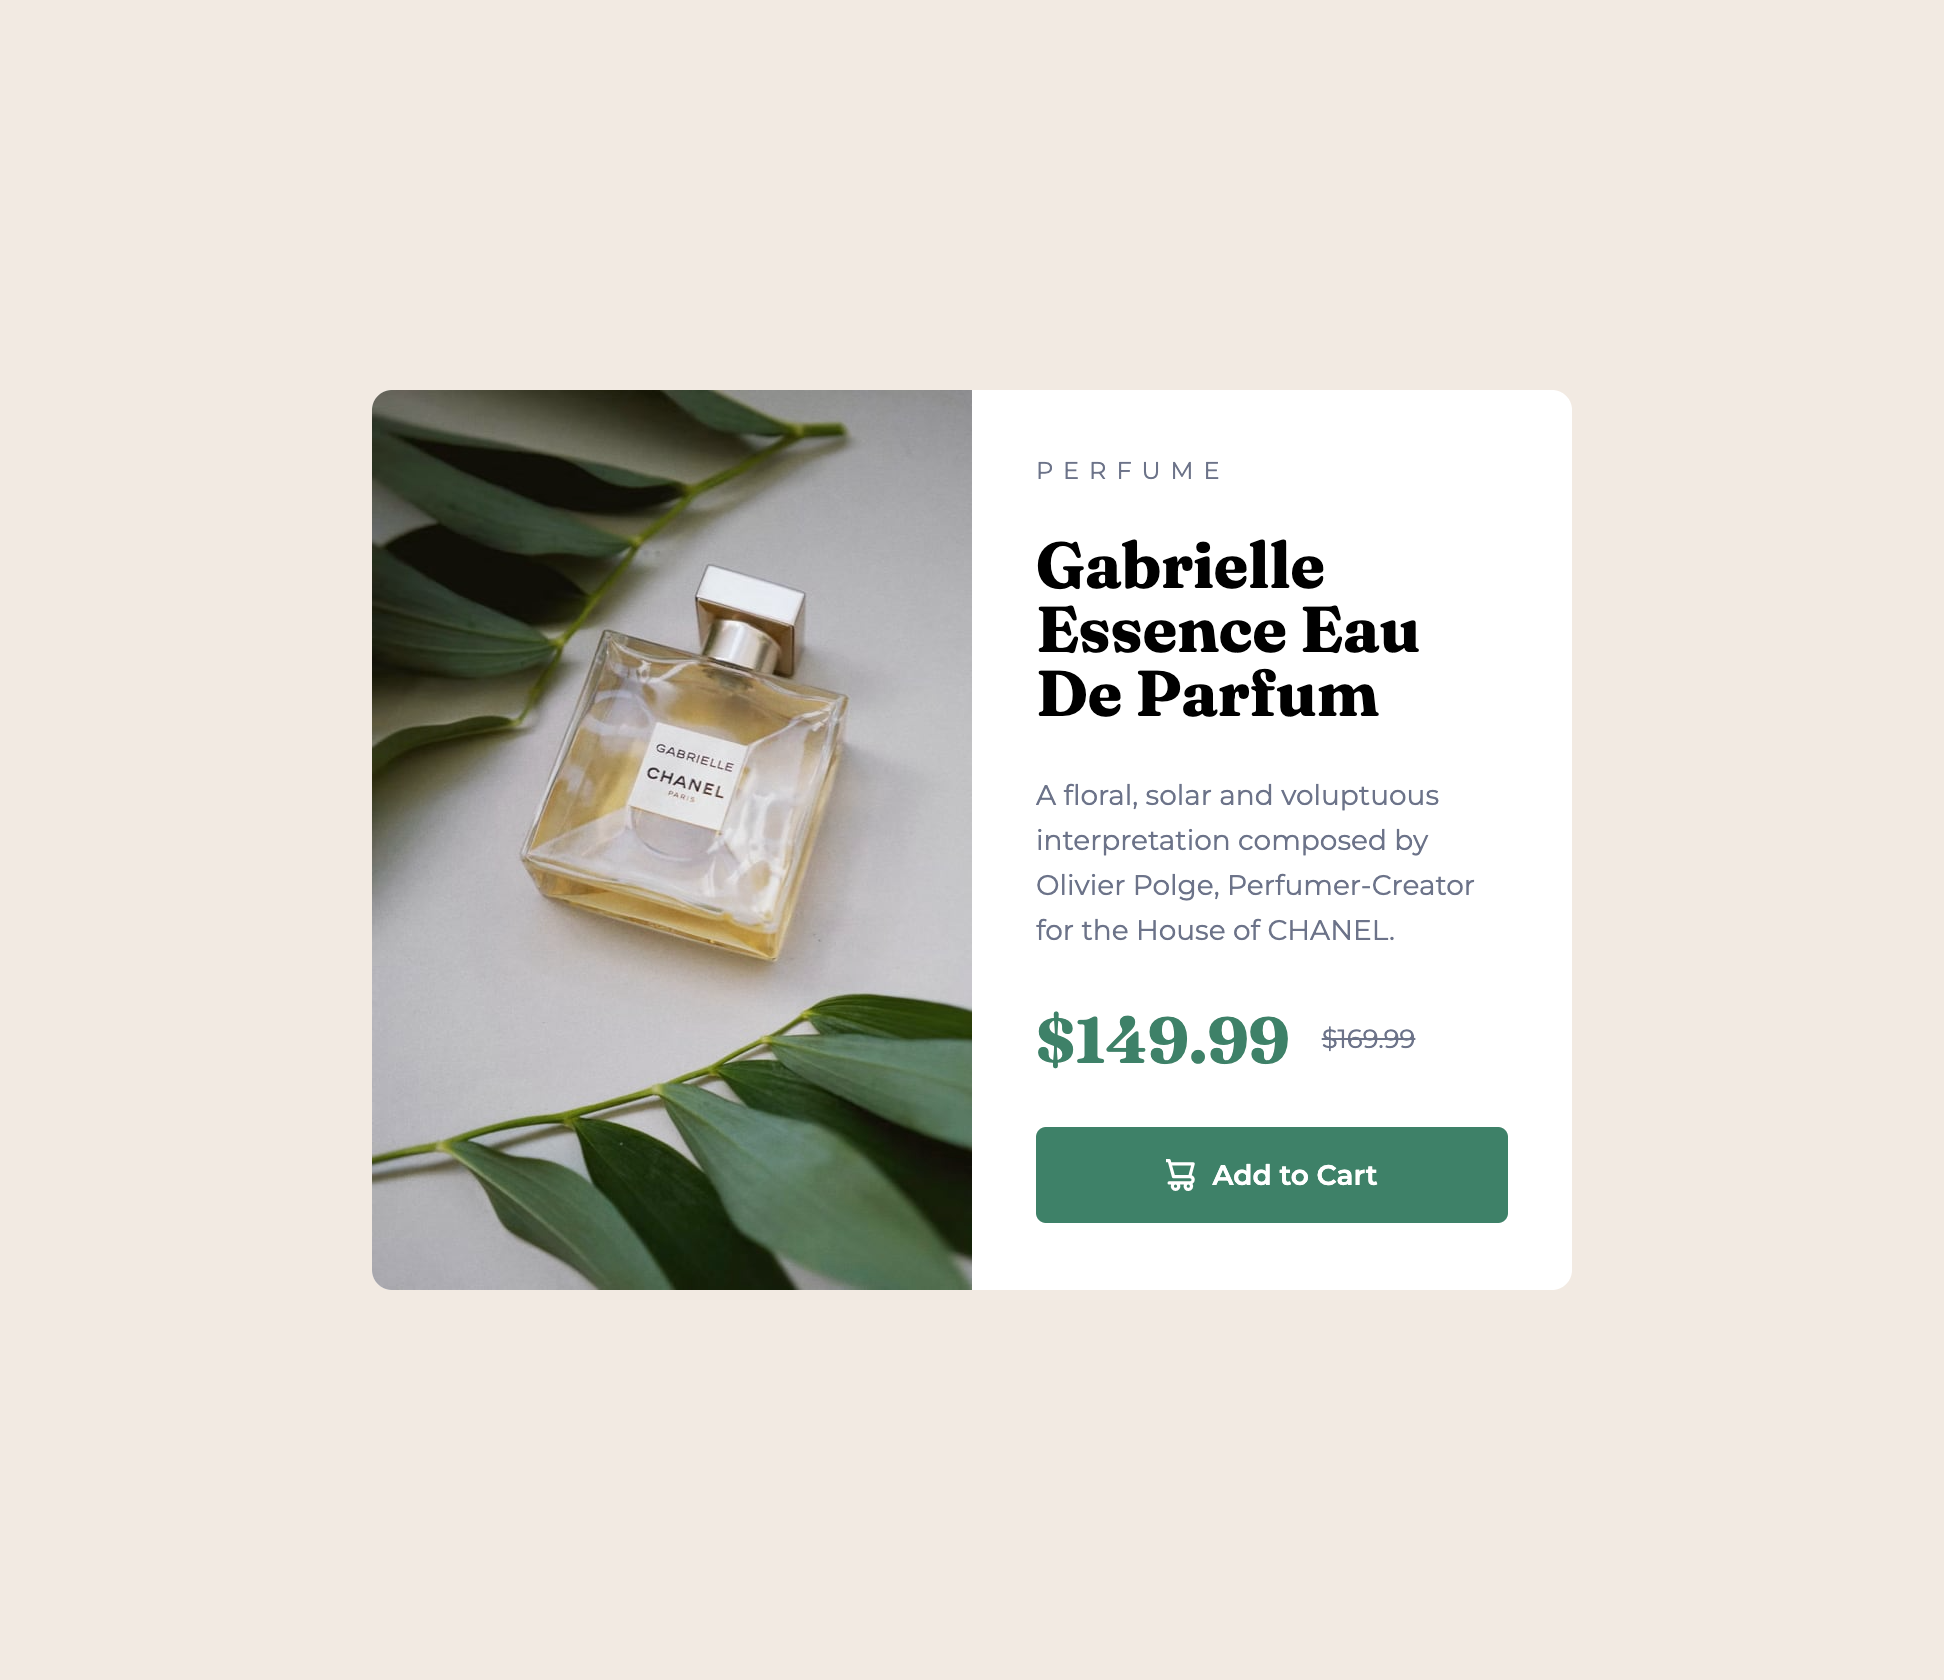 GABRIELLE
CHANEL
PARIS
PERFUME
Gabrielle
Essence Eau
De Parfum
A floral, solar and voluptuous
interpretation composed by
Olivier Polge, Perfumer-Creator
for the House of CHANEL.
$149.99 $169.99
Add to Cart